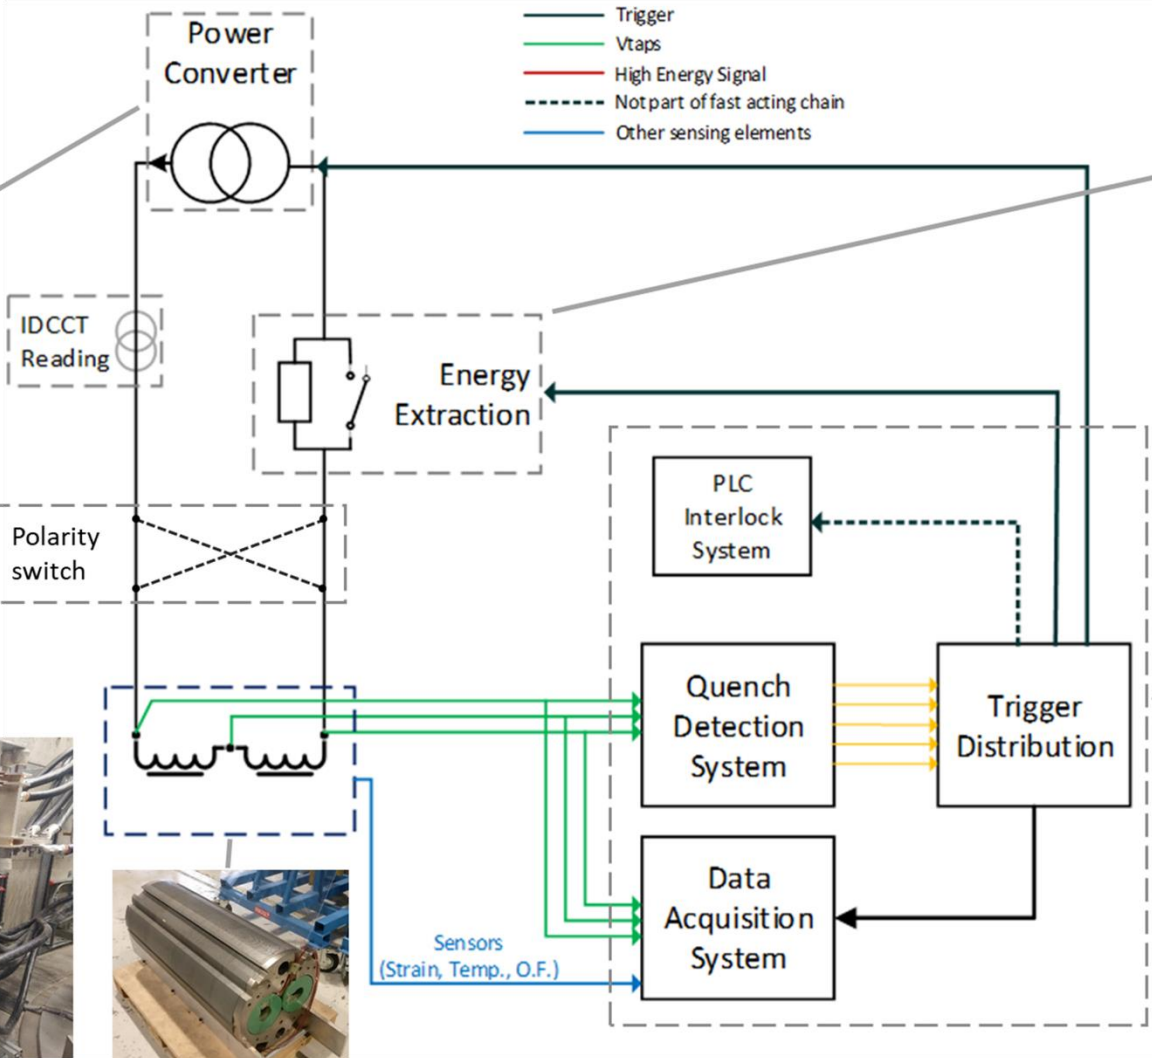 Power
Converter
Trigger
Vtaps
High Energy Signal
Not part of fast acting chain
Other sensing elements
IDCCT
Reading
Energy
Extraction
PLC
Interlock
System
Polarity
switch
Quench
Detection
System
Trigger
Distribution
Data
Acquisition
System
Sensors
(Strain, Temp., O.F.)